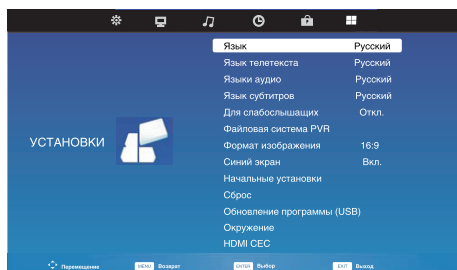 Язык Русский
Язык телетекста Русский
Языки аудио Русский
Язык субтитров Русский
Для слабослышащих Откл.
Файловая система PVR
УСТАНОВКИ
Формат изображения 16:9
Синий экран Вкл.
Начальные установки
Сброс
Обновление программы (USB)
Окружение
HDMI CEC
Перемещение MENU Возврат ENTER Выбор EXIT Выход